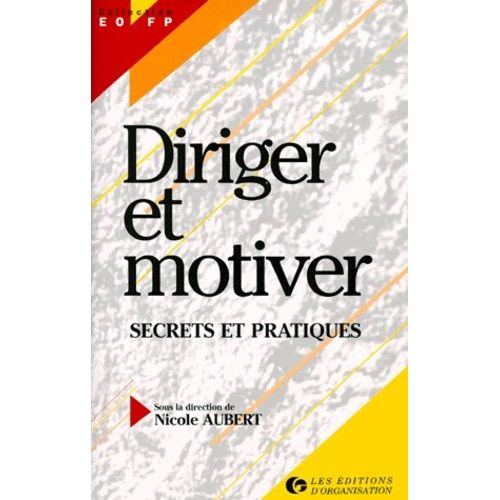 Collection
EO FP
Diriger
et
motiver
SECRETS ET PRATIQUES
Sous la direction de
Nicole AUBERT
LES ÉDITIONS
D'ORGANISATION